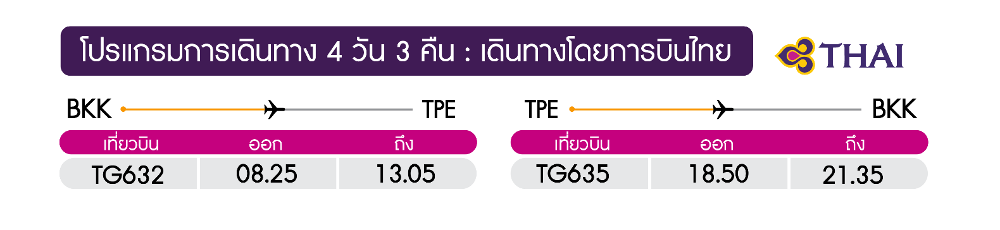 โปรแกรมการเดินทาง 4 วัน 3 คืน : เดินทางโดยการบินไทย
THAI
BKK TPE
เที่ยวบิน ออก ถึง
TG632 08.25 13.05
TPE BKK
เที่ยวบิน ออก ถึง
TG635 18.50 21.35